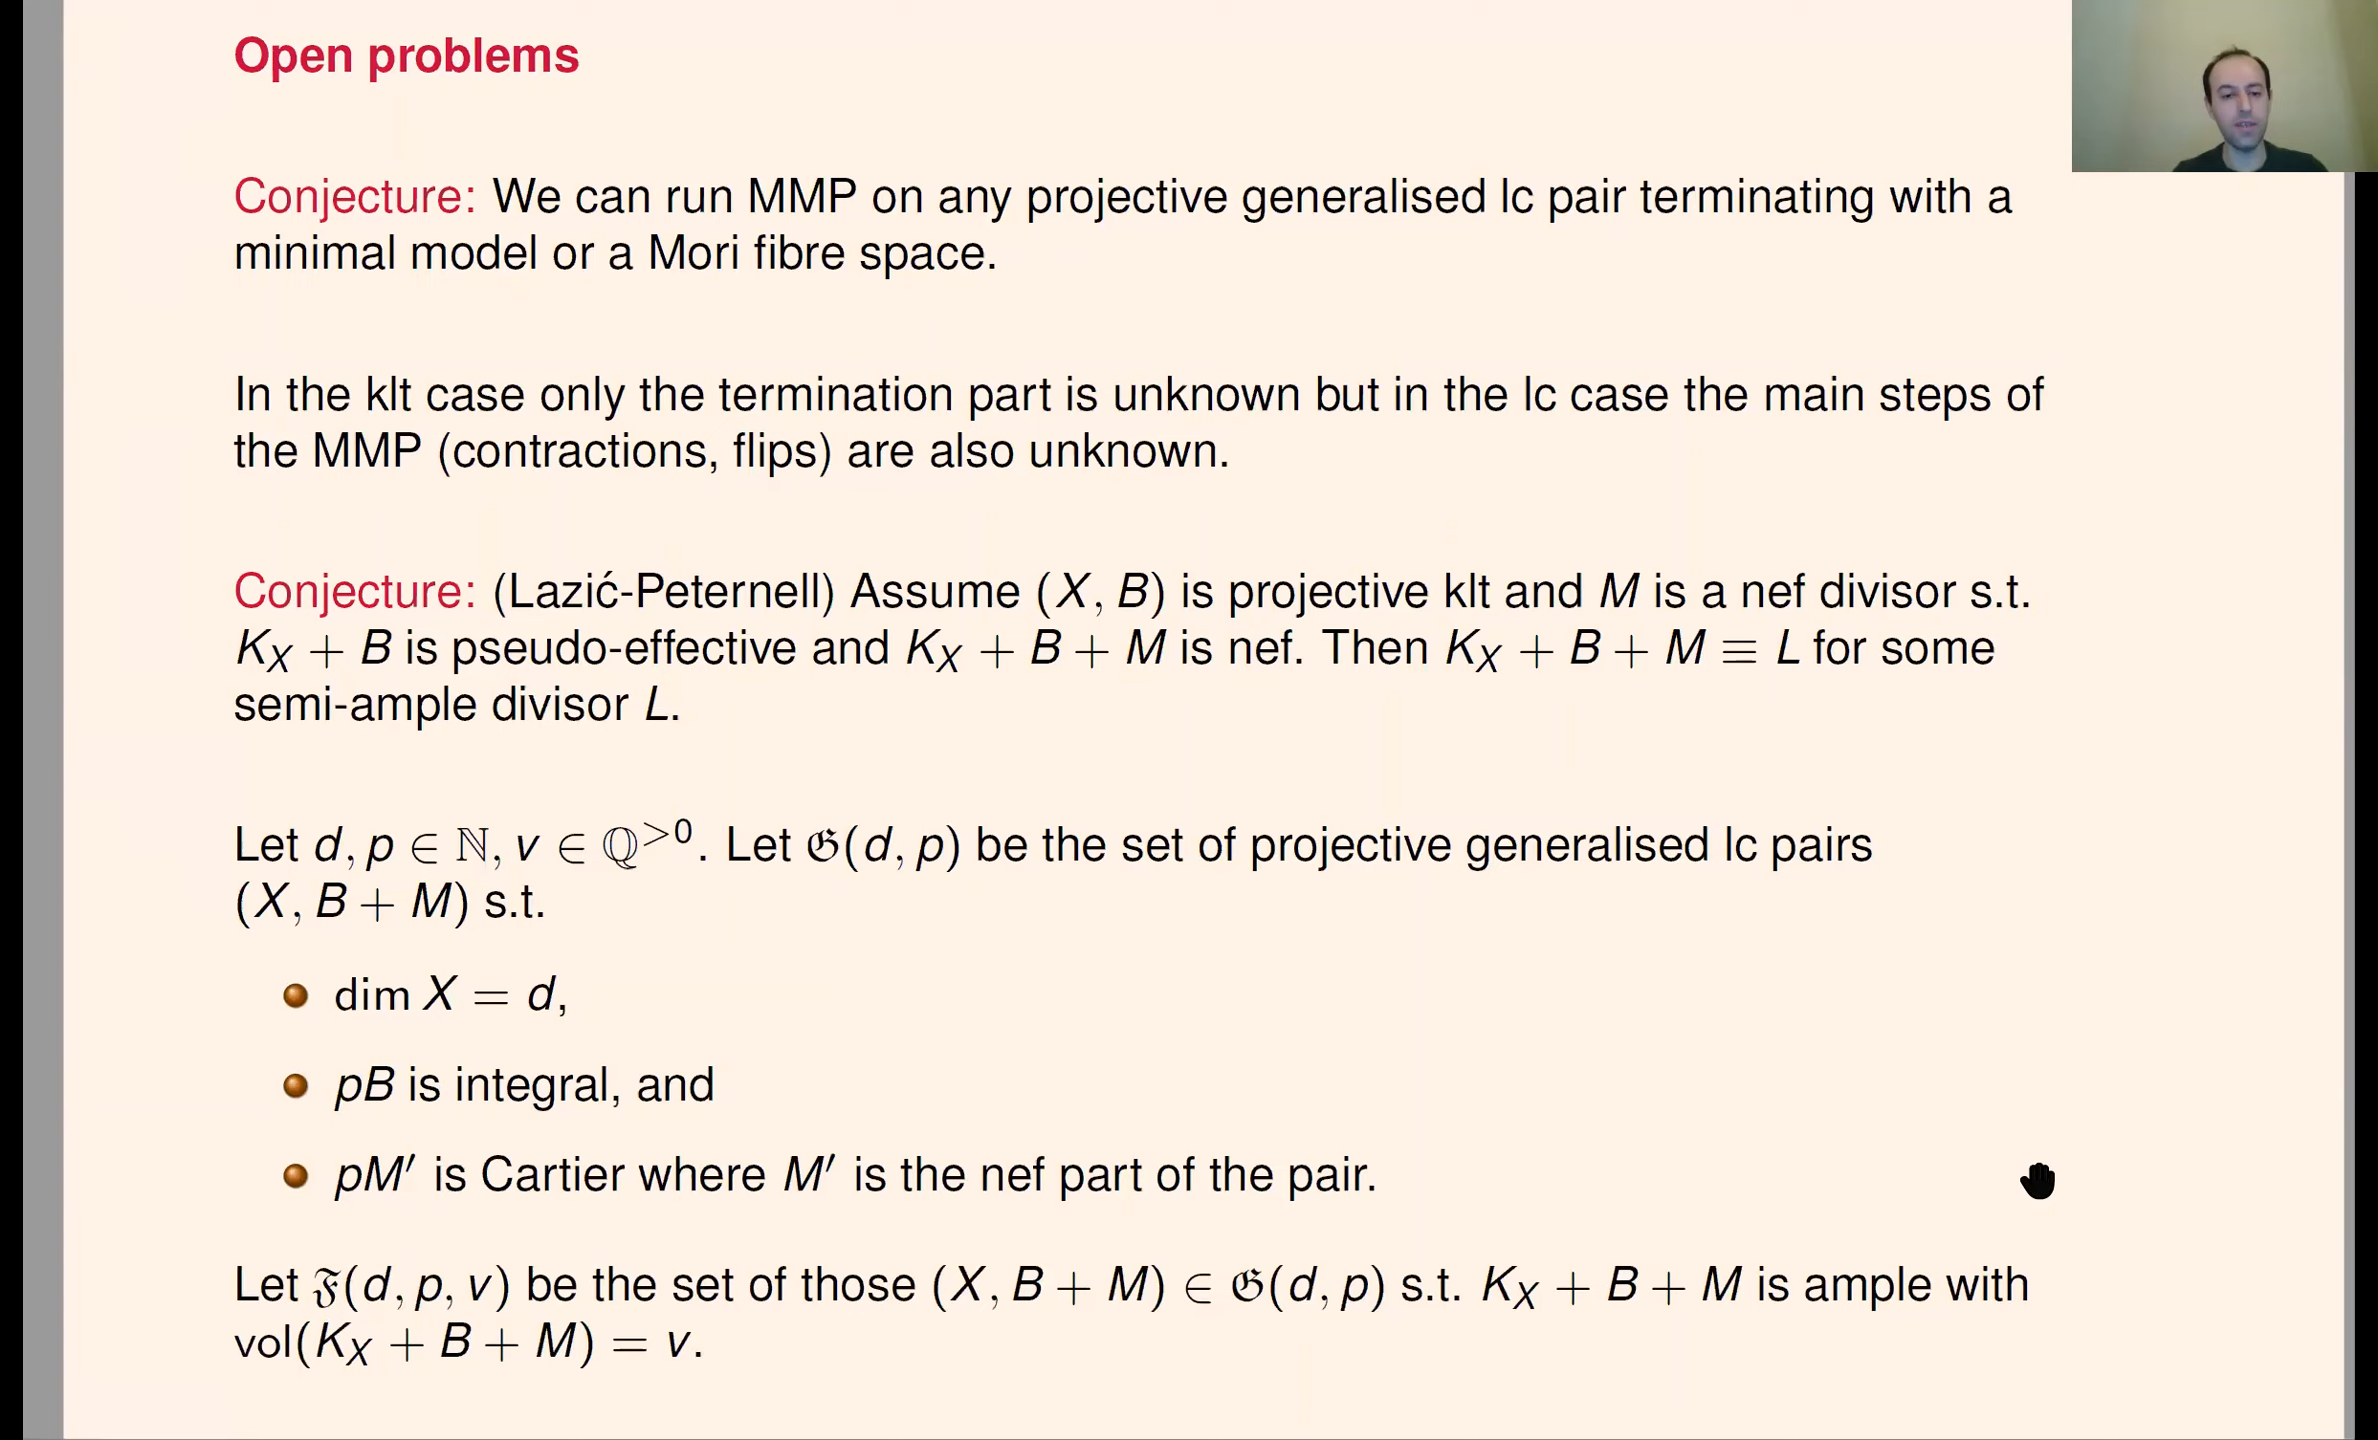 Open problems
Conjecture: We can run MMP on any projective generalised lc pair terminating with a
minimal model or a Mori fibre space.
In the klt case only the termination part is unknown but in the lc case the main steps of
the MMP (contractions, flips) are also unknown.
Conjecture: (Lazić-Peternell) Assume (X, B) is projective klt and M is a nef divisor s.t.
K_X + B is pseudo-effective and K_X + B + M is nef. Then K_X + B + M ≡ L for some
semi-ample divisor L.
Let d, p ∈ ℕ, v ∈ ℚ^{>0}. Let 𝔊(d, p) be the set of projective generalised lc pairs
(X, B + M) s.t.
dim X = d,
pB is integral, and
pM′ is Cartier where M′ is the nef part of the pair.
Let 𝔉(d, p, v) be the set of those (X, B + M) ∈ 𝔊(d, p) s.t. K_X + B + M is ample with
vol(K_X + B + M) = v.